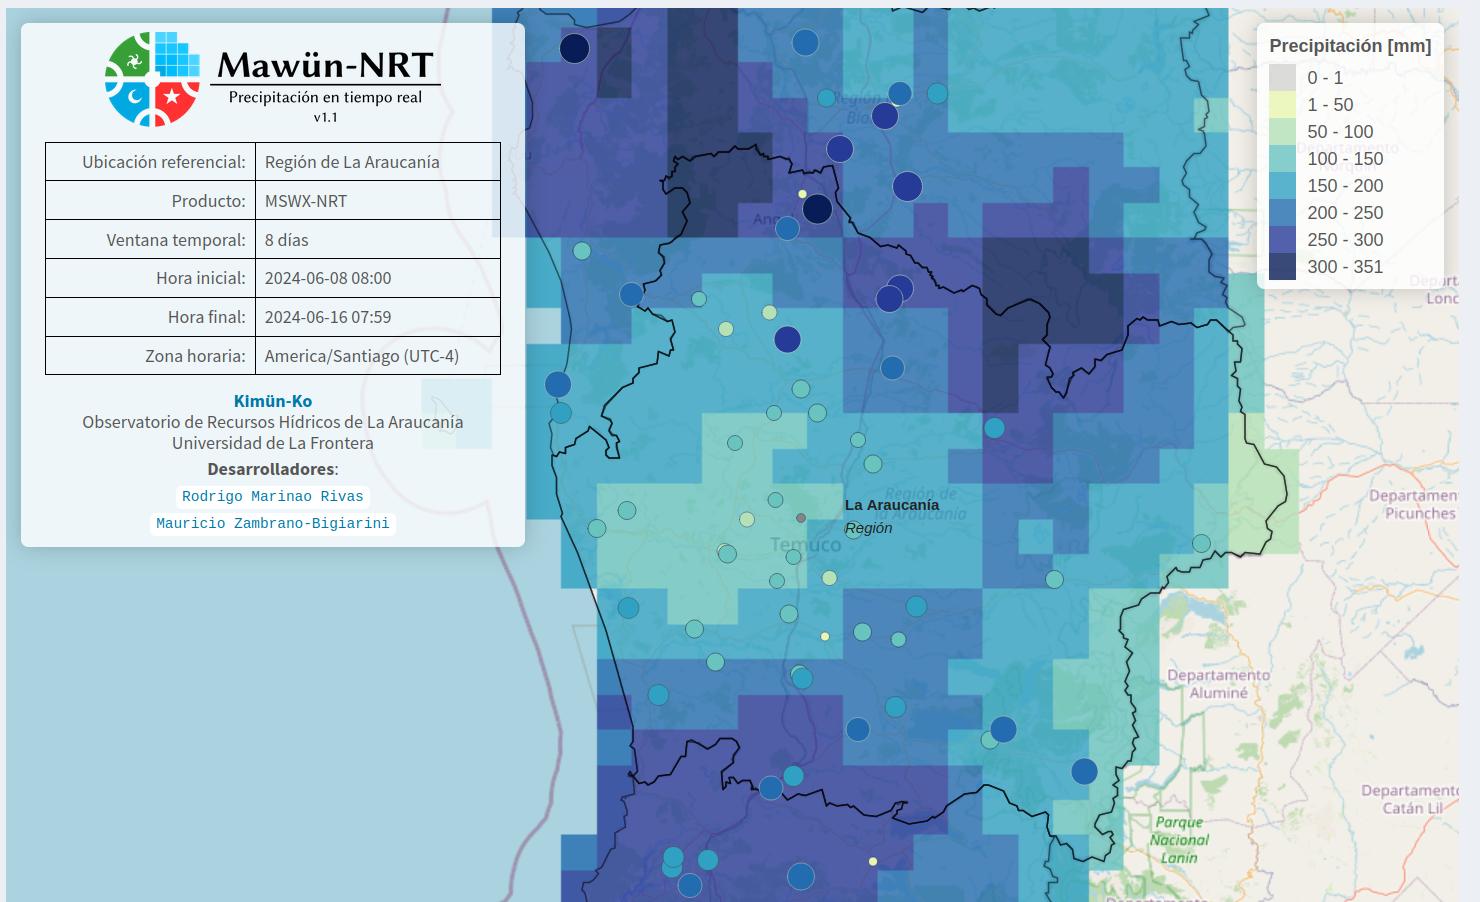 Mawün-NRT
Precipitación en tiempo real
v1.1
Ubicación referencial: Región de La Araucanía
Producto: MSWX-NRT
Ventana temporal: 8 días
Hora inicial: 2024-06-08 08:00
Hora final: 2024-06-16 07:59
Zona horaria: America/Santiago (UTC-4)
Kimün-Ko
Observatorio de Recursos Hídricos de La Araucanía
Universidad de La Frontera
Desarrolladores:
Rodrigo Marinao Rivas
Mauricio Zambrano-Bigiarini
Precipitación [mm]
0 - 1
1 - 50
50 - 100
100 - 150
150 - 200
200 - 250
250 - 300
300 - 351
Región
La Araucanía
Región
Región de
la Araucanía
Temuco
Departamento
Picunches
Departamento
Aluminé
Departamento
Catán Lil
Parque
Nacional
Lanín